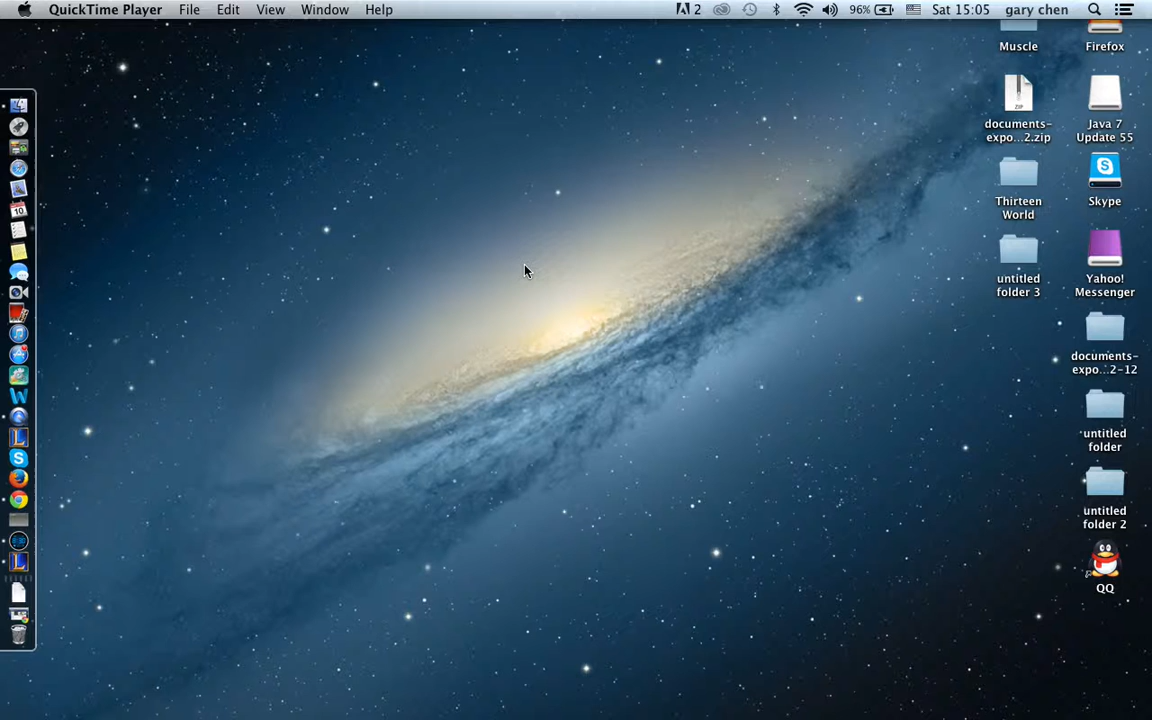 QuickTime Player File Edit View Window Help 2 96% Sat 15:05 gary chen
Muscle
Firefox
ZIP
documents-
expo...2.zip
Java 7
Update 55
Thirteen
World
Skype
untitled
folder 3
Yahoo!
Messenger
documents-
expo...2-12
untitled
folder
untitled
folder 2
QQ
10